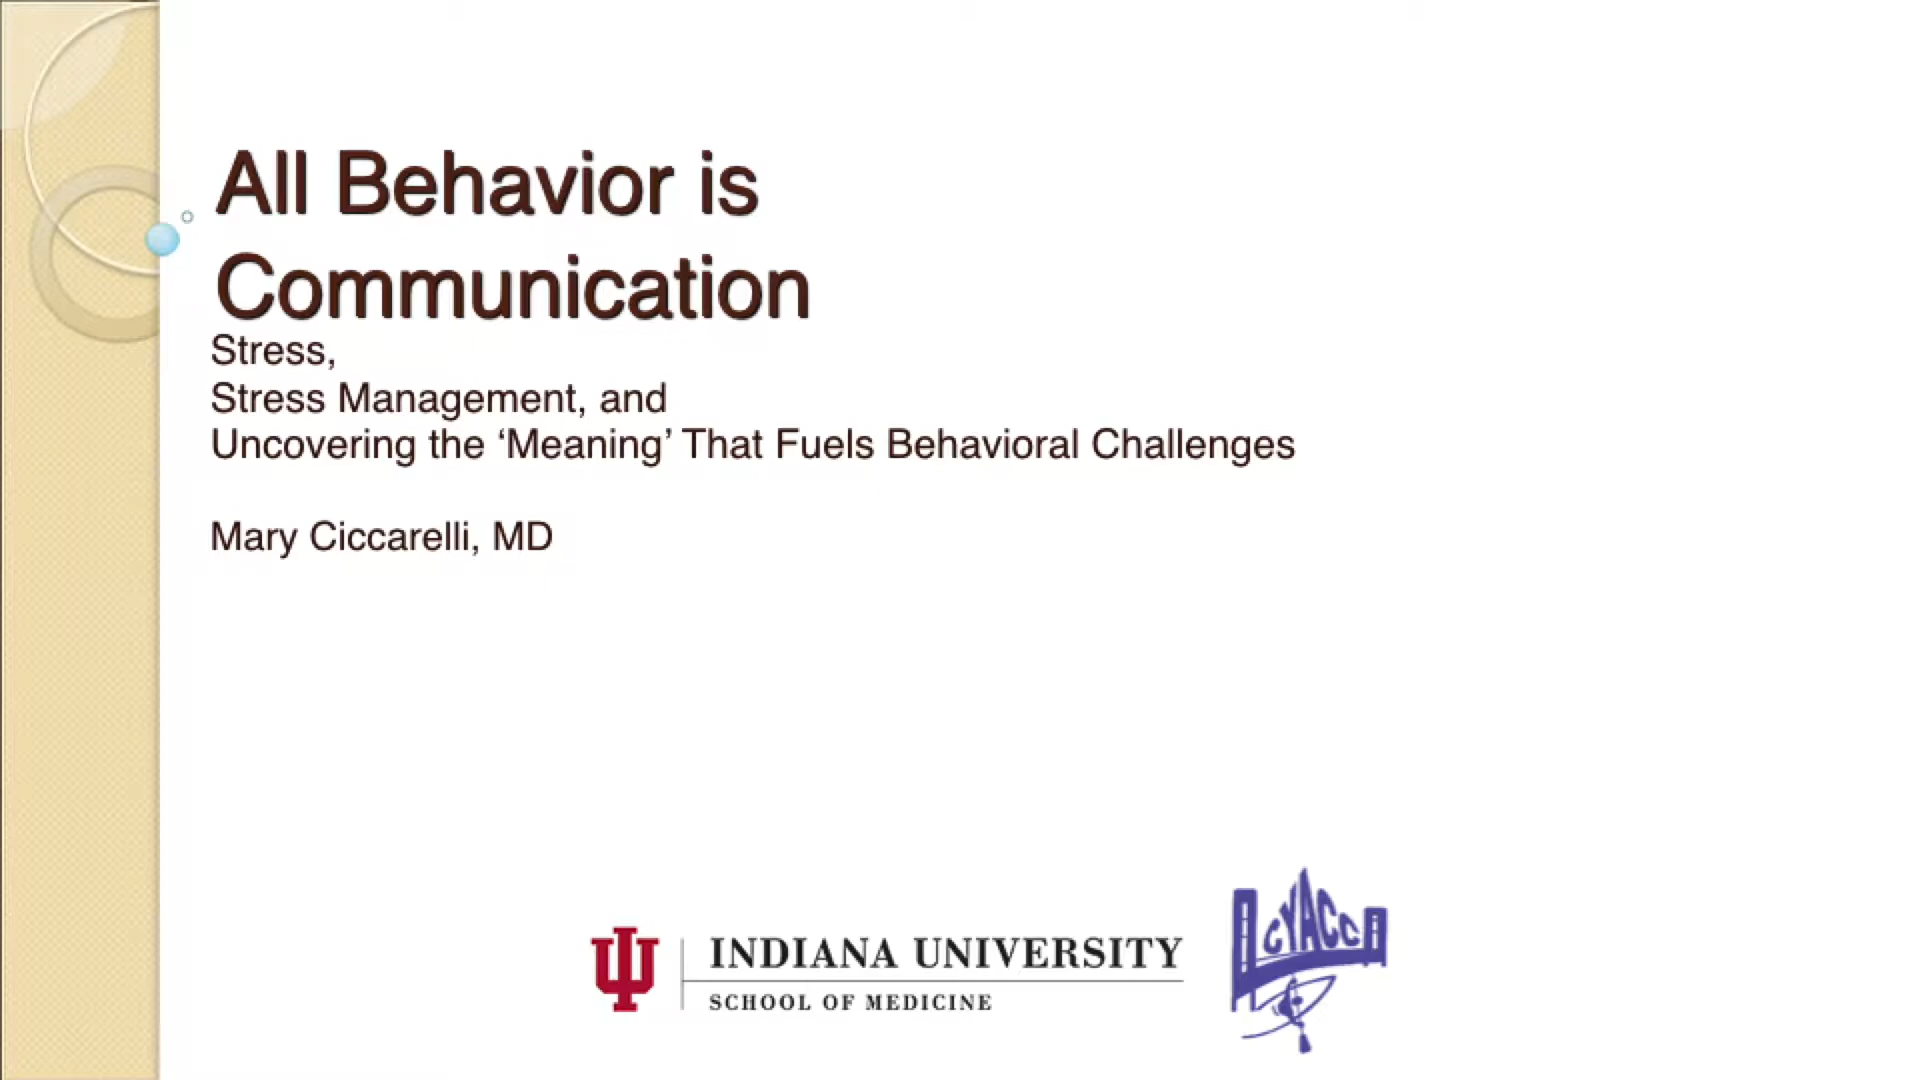 All Behavior is
Communication
Stress,
Stress Management, and
Uncovering the ‘Meaning’ That Fuels Behavioral Challenges
Mary Ciccarelli, MD
INDIANA UNIVERSITY
SCHOOL OF MEDICINE
CYACC